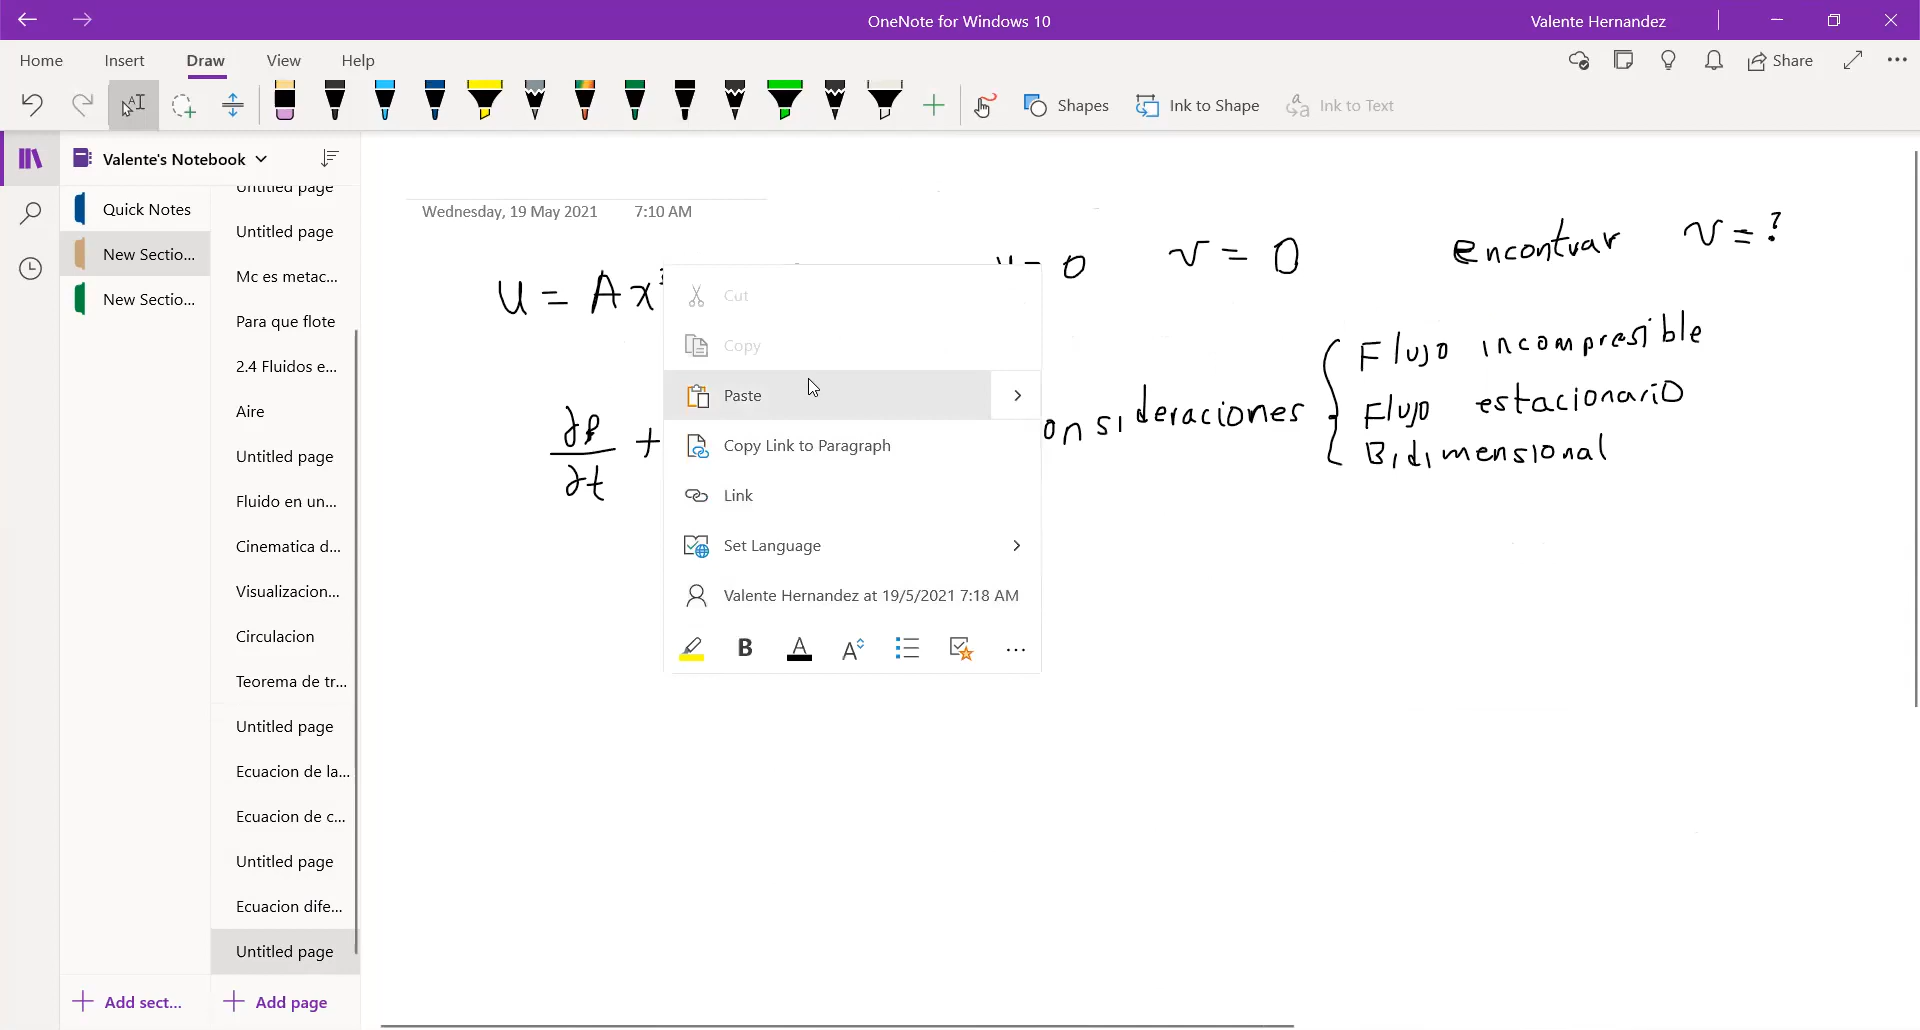 OneNote for Windows 10
Valente Hernandez
Home Insert Draw View Help
Share
Shapes Ink to Shape Ink to Text
Valente's Notebook
Quick Notes
New Sectio...
New Sectio...
Untitled page
Untitled page
Mc es metac...
Para que flote
2.4 Fluidos e...
Aire
Untitled page
Fluido en un...
Cinematica d...
Visualizacion...
Circulacion
Teorema de tr...
Untitled page
Ecuacion de la...
Ecuacion de c...
Untitled page
Ecuacion dife...
Untitled page
Add sect...
Add page
Wednesday, 19 May 2021 7:10 AM
u = Ax³
= 0 v = 0 encontrar v = ?
∂ρ/∂t +
onsideraciones { Flujo incompresible
Flujo estacionario
Bidimensional
Cut
Copy
Paste
Copy Link to Paragraph
Link
Set Language
Valente Hernandez at 19/5/2021 7:18 AM
B A A